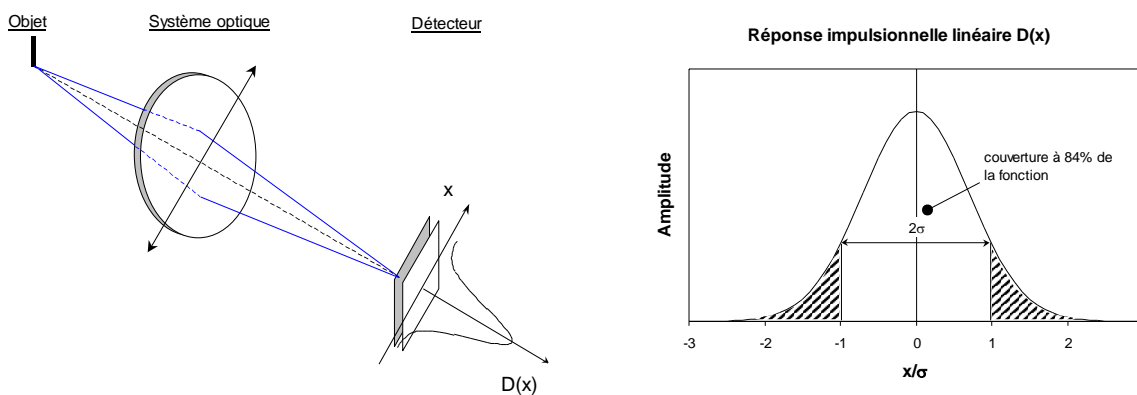 Objet
Système optique
Détecteur
x
D(x)
Réponse impulsionnelle linéaire D(x)
Amplitude
couverture à 84% de
la fonction
2σ
-3 -2 -1 0 1 2
x/σ